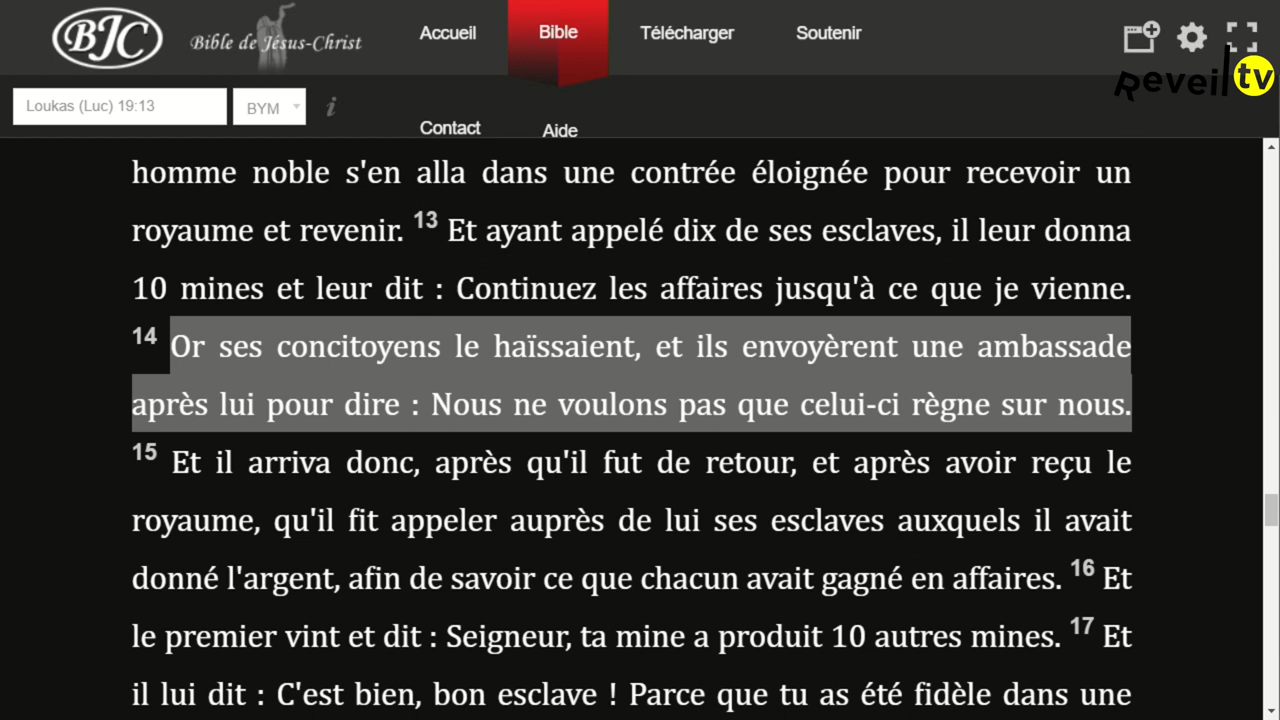 BJC
Bible de Jésus-Christ
Accueil
Bible
Télécharger
Soutenir
Reveil tv
Loukas (Luc) 19:13
BYM
i
Contact
Aide
homme noble s'en alla dans une contrée éloignée pour recevoir un
royaume et revenir. 13 Et ayant appelé dix de ses esclaves, il leur donna
10 mines et leur dit : Continuez les affaires jusqu'à ce que je vienne.
14 Or ses concitoyens le haïssaient, et ils envoyèrent une ambassade
après lui pour dire : Nous ne voulons pas que celui-ci règne sur nous.
15 Et il arriva donc, après qu'il fut de retour, et après avoir reçu le
royaume, qu'il fit appeler auprès de lui ses esclaves auxquels il avait
donné l'argent, afin de savoir ce que chacun avait gagné en affaires. 16 Et
le premier vint et dit : Seigneur, ta mine a produit 10 autres mines. 17 Et
il lui dit : C'est bien, bon esclave ! Parce que tu as été fidèle dans une